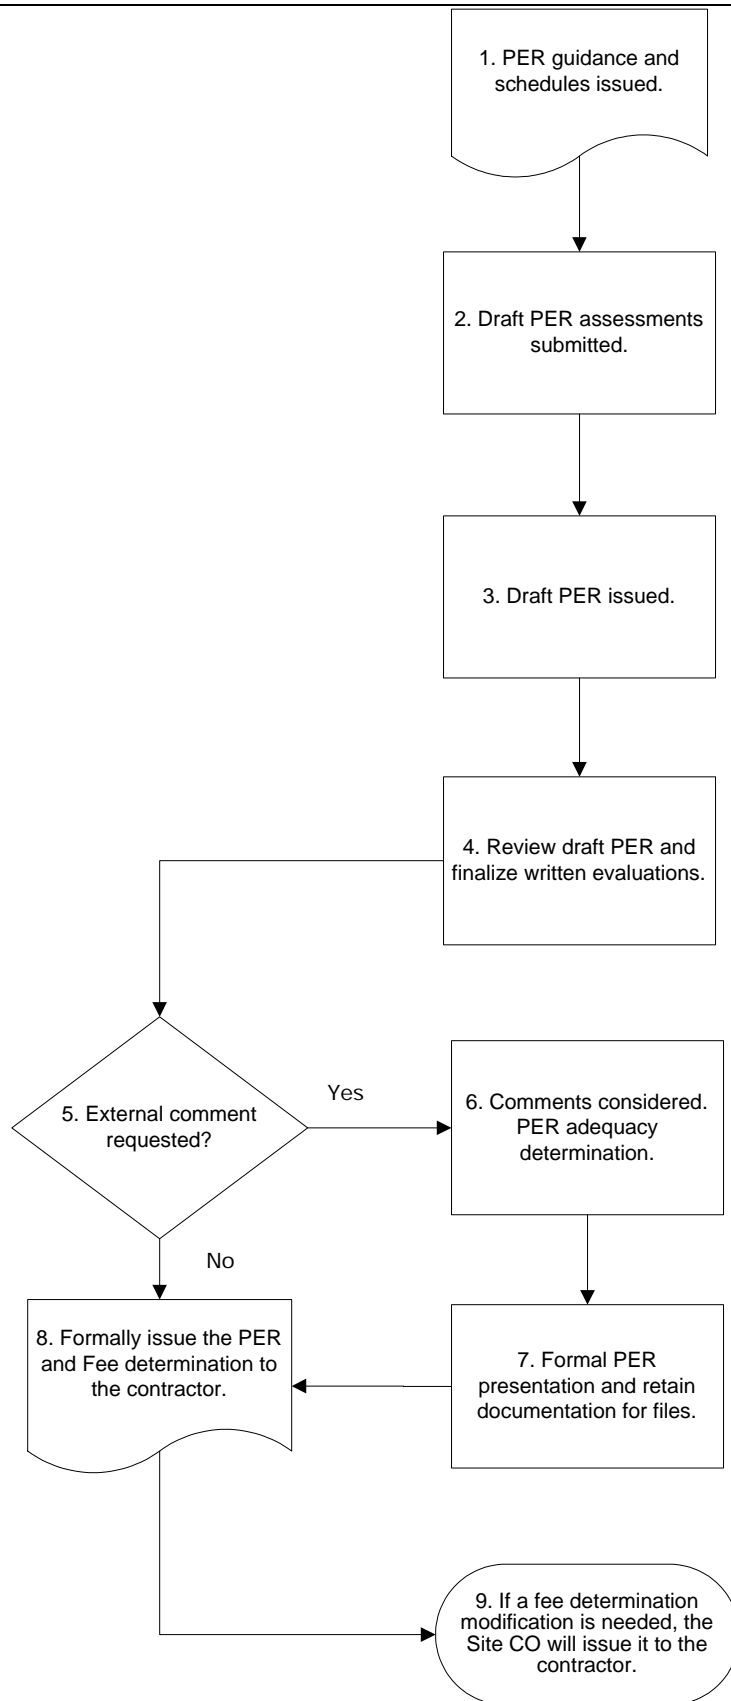 1. PER guidance and
schedules issued.
2. Draft PER assessments
submitted.
3. Draft PER issued.
4. Review draft PER and
finalize written evaluations.
5. External comment
requested?
Yes
6. Comments considered.
PER adequacy
determination.
No
8. Formally issue the PER
and Fee determination to
the contractor.
7. Formal PER
presentation and retain
documentation for files.
9. If a fee determination
modification is needed, the
Site CO will issue it to the
contractor.